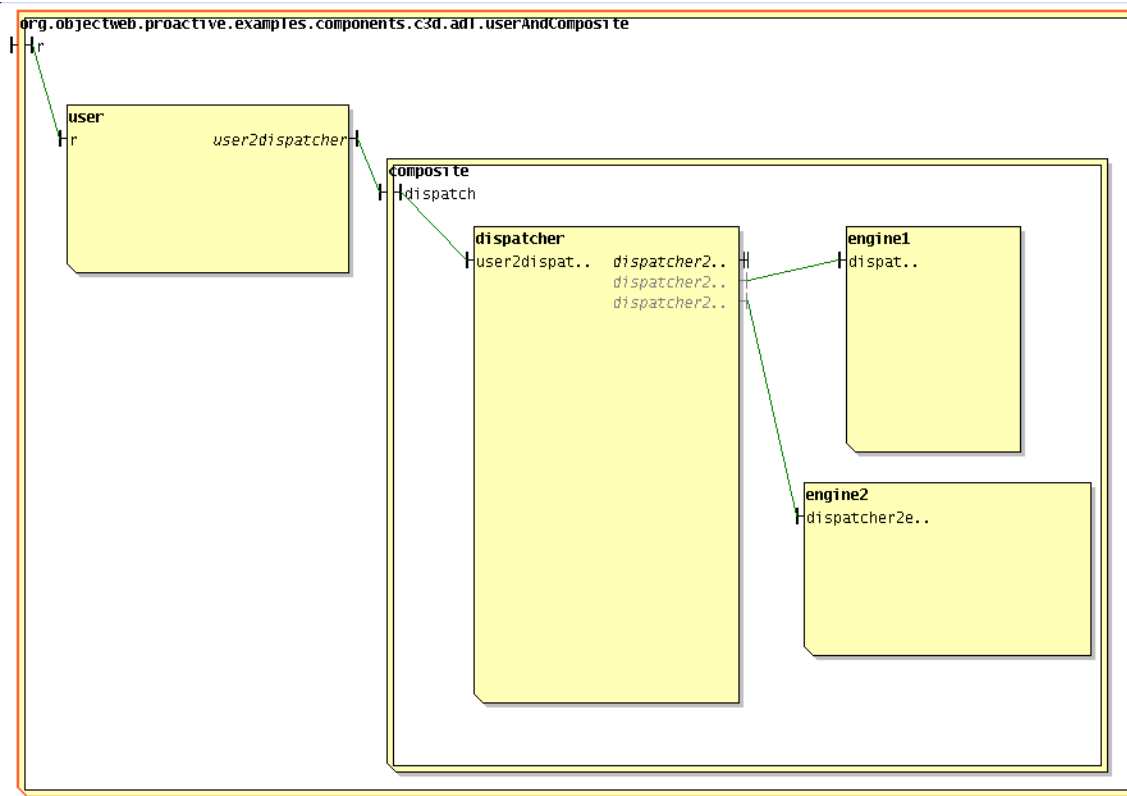 org.objectweb.proactive.examples.components.c3d.adl.userAndComposite
r
user
r user2dispatcher
composite
dispatch
dispatcher
user2dispat.. dispatcher2..
dispatcher2..
dispatcher2..
engine1
dispat..
engine2
dispatcher2e..